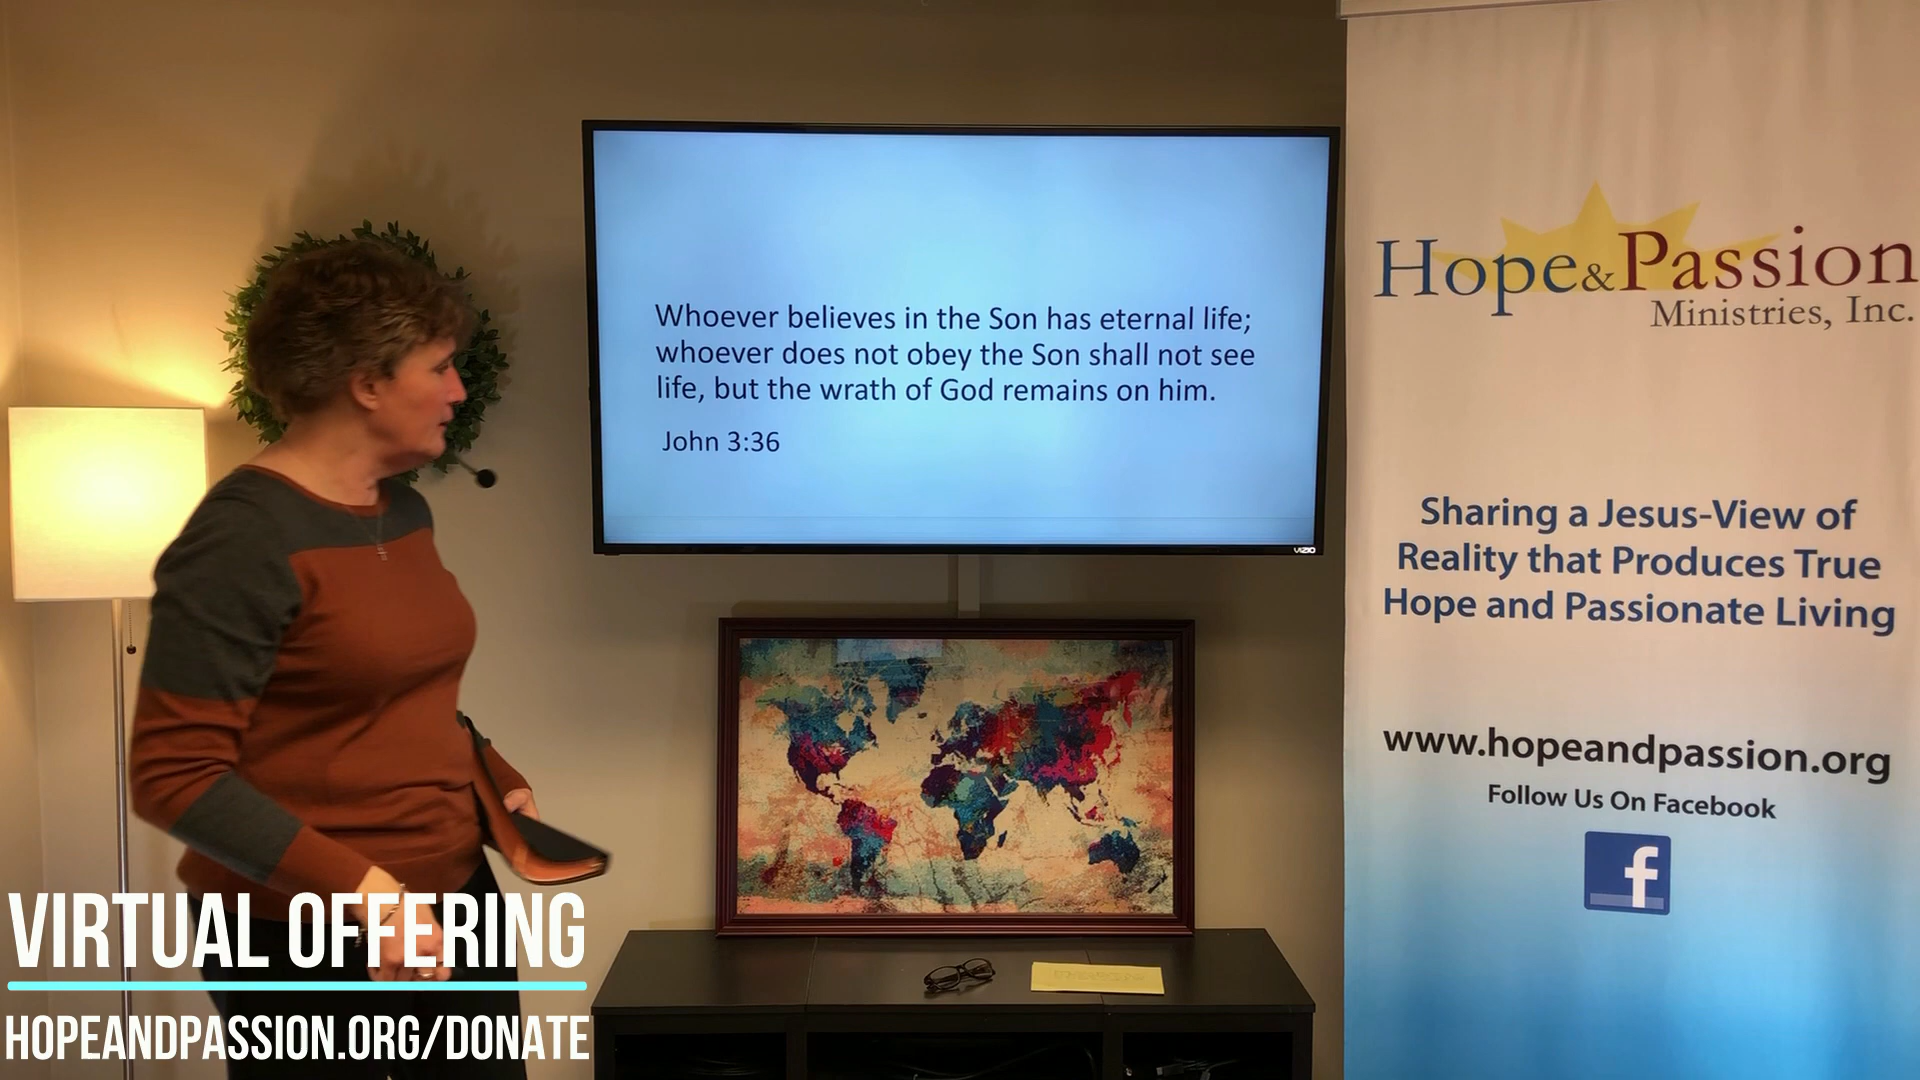 Whoever believes in the Son has eternal life;
whoever does not obey the Son shall not see
life, but the wrath of God remains on him.
John 3:36
VIZIO
Hope&Passion
Ministries, Inc.
Sharing a Jesus-View of
Reality that Produces True
Hope and Passionate Living
www.hopeandpassion.org
Follow Us On Facebook
f
VIRTUAL OFFERING
HOPEANDPASSION.ORG/DONATE